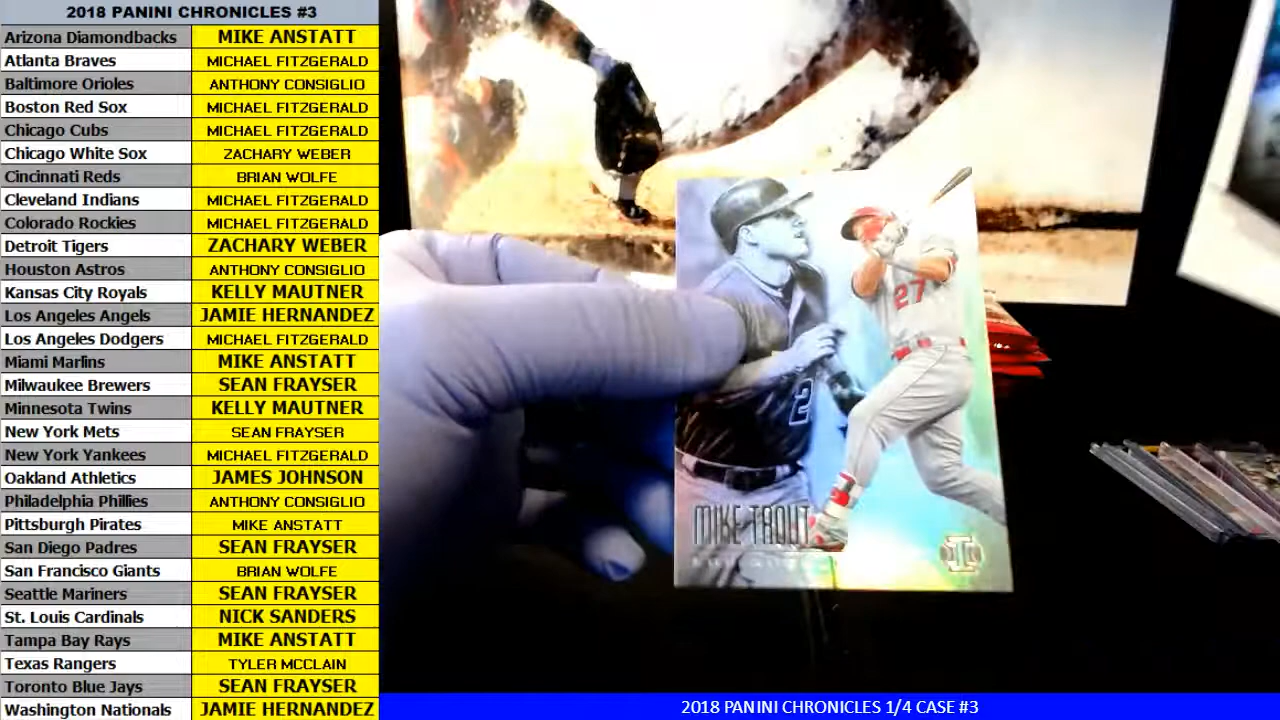 2018 PANINI CHRONICLES #3
Arizona Diamondbacks MIKE ANSTATT
Atlanta Braves MICHAEL FITZGERALD
Baltimore Orioles ANTHONY CONSIGLIO
Boston Red Sox MICHAEL FITZGERALD
Chicago Cubs MICHAEL FITZGERALD
Chicago White Sox ZACHARY WEBER
Cincinnati Reds BRIAN WOLFE
Cleveland Indians MICHAEL FITZGERALD
Colorado Rockies MICHAEL FITZGERALD
Detroit Tigers ZACHARY WEBER
Houston Astros ANTHONY CONSIGLIO
Kansas City Royals KELLY MAUTNER
Los Angeles Angels JAMIE HERNANDEZ
Los Angeles Dodgers MICHAEL FITZGERALD
Miami Marlins MIKE ANSTATT
Milwaukee Brewers SEAN FRAYSER
Minnesota Twins KELLY MAUTNER
New York Mets SEAN FRAYSER
New York Yankees MICHAEL FITZGERALD
Oakland Athletics JAMES JOHNSON
Philadelphia Phillies ANTHONY CONSIGLIO
Pittsburgh Pirates MIKE ANSTATT
San Diego Padres SEAN FRAYSER
San Francisco Giants BRIAN WOLFE
Seattle Mariners SEAN FRAYSER
St. Louis Cardinals NICK SANDERS
Tampa Bay Rays MIKE ANSTATT
Texas Rangers TYLER MCCLAIN
Toronto Blue Jays SEAN FRAYSER
Washington Nationals JAMIE HERNANDEZ
27
2
MIKE TROUT
2018 PANINI CHRONICLES 1/4 CASE #3